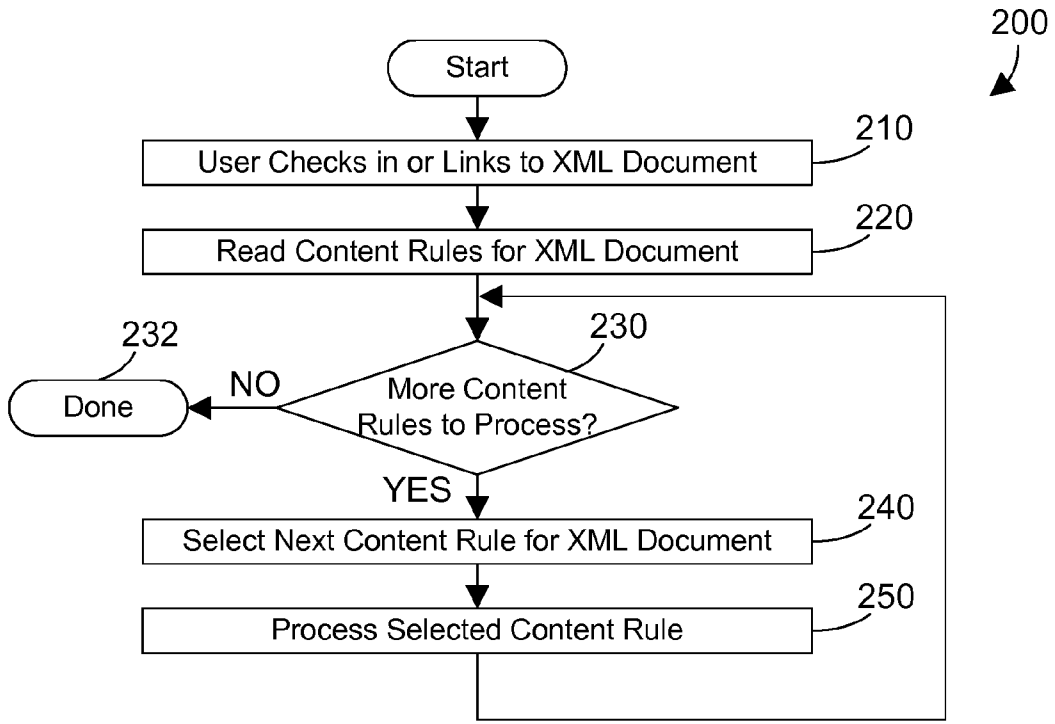 200
Start
210
User Checks in or Links to XML Document
220
Read Content Rules for XML Document
230
232
More Content
Rules to Process?
NO
Done
YES
240
Select Next Content Rule for XML Document
250
Process Selected Content Rule